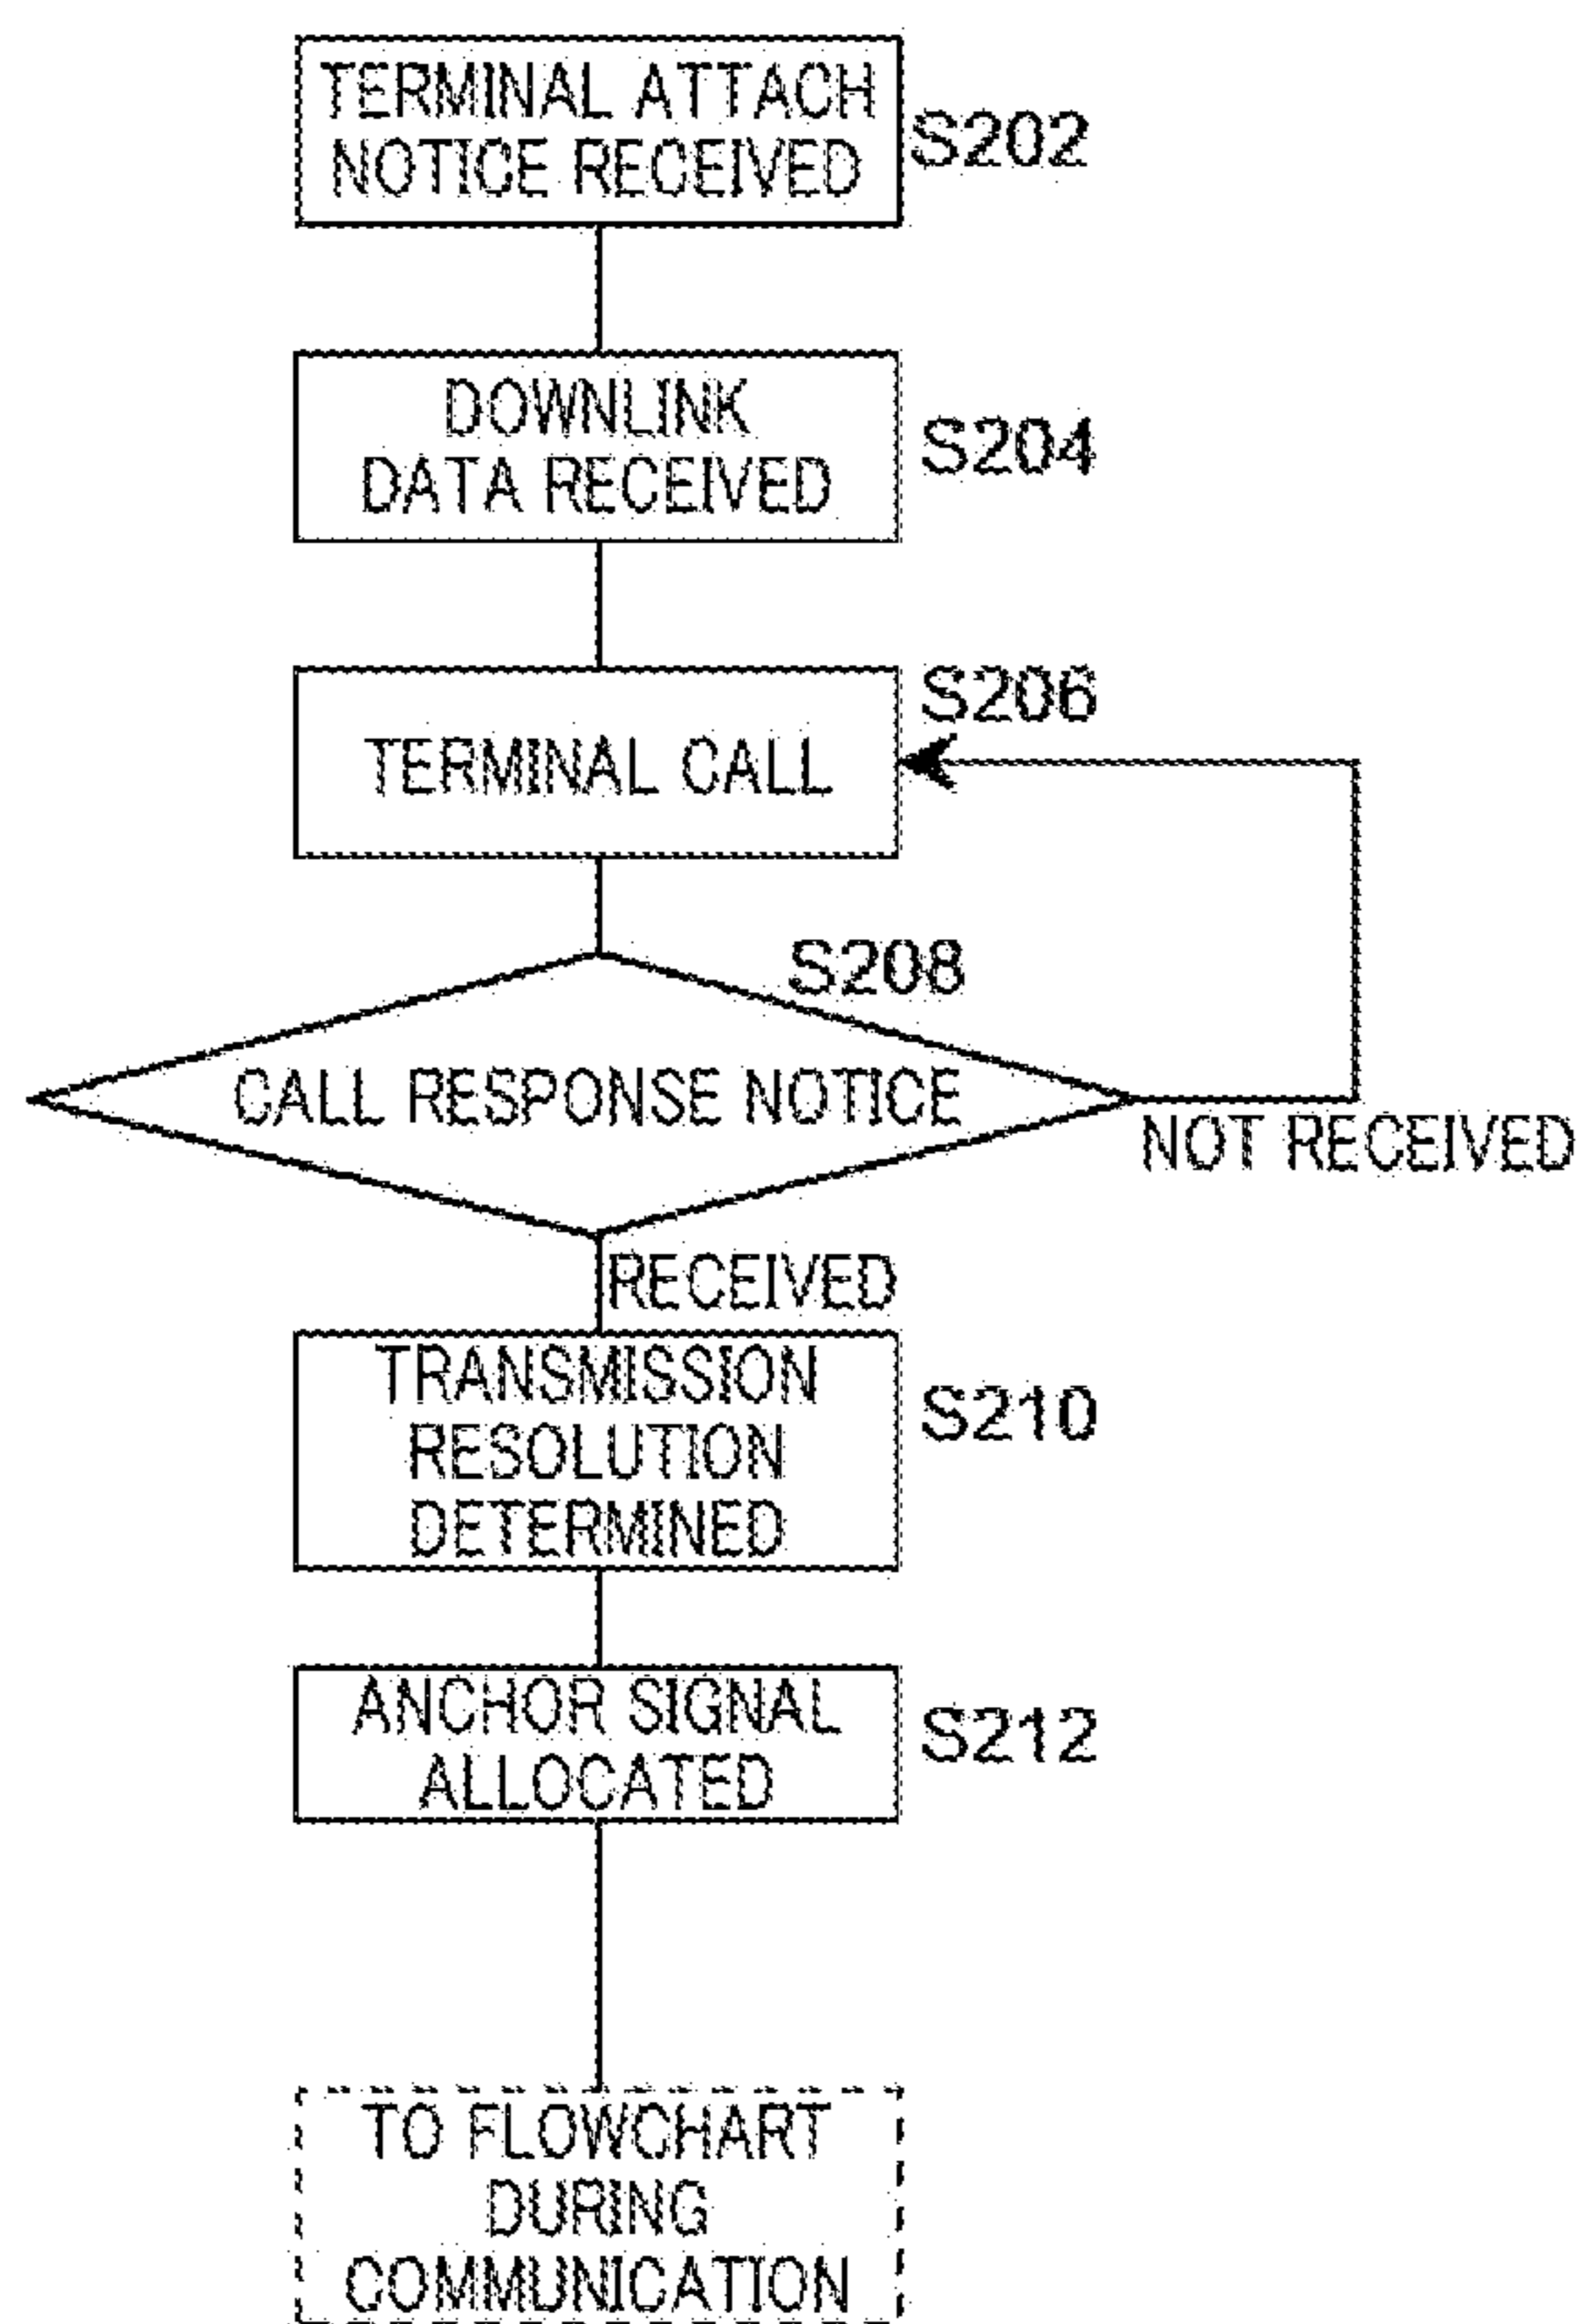 TERMINAL ATTACH
NOTICE RECEIVED
S202
DOWNLINK
DATA RECEIVED
S204
S206
TERMINAL CALL
S208
CALL RESPONSE NOTICE
NOT RECEIVED
RECEIVED
TRANSMISSION
RESOLUTION
DETERMINED
S210
ANCHOR SIGNAL
ALLOCATED
S212
TO FLOWCHART
DURING
COMMUNICATION